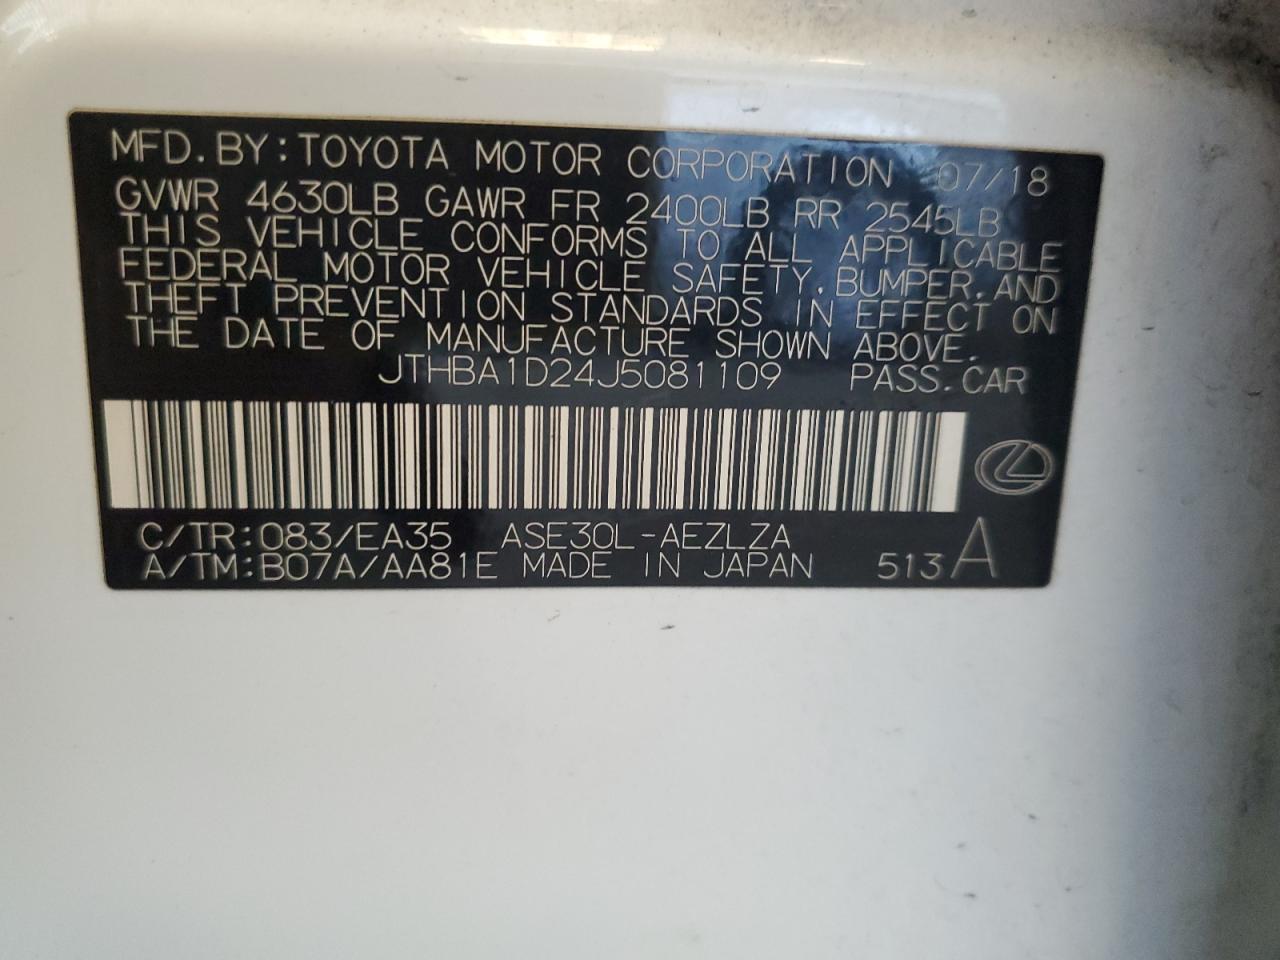 MFD. BY: TOYOTA MOTOR CORPORATION 07/18
GVWR 4630LB GAWR FR 2400LB RR 2545LB
THIS VEHICLE CONFORMS TO ALL APPLICABLE
FEDERAL MOTOR VEHICLE SAFETY, BUMPER, AND
THEFT PREVENTION STANDARDS IN EFFECT ON
THE DATE OF MANUFACTURE SHOWN ABOVE.
JTHBA1D24J5081109 PASS. CAR
C/TR: 083/EA35 ASE30L-AEZLZA
A/TM: B07A/AA81E MADE IN JAPAN 513 A